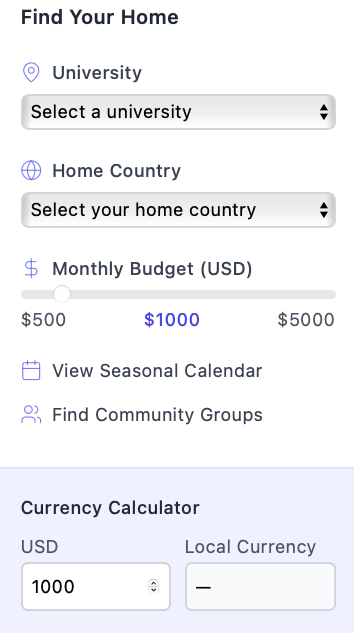 Find Your Home
University
Select a university
Home Country
Select your home country
Monthly Budget (USD)
$500 $1000 $5000
View Seasonal Calendar
Find Community Groups
Currency Calculator
USD Local Currency
1000 —